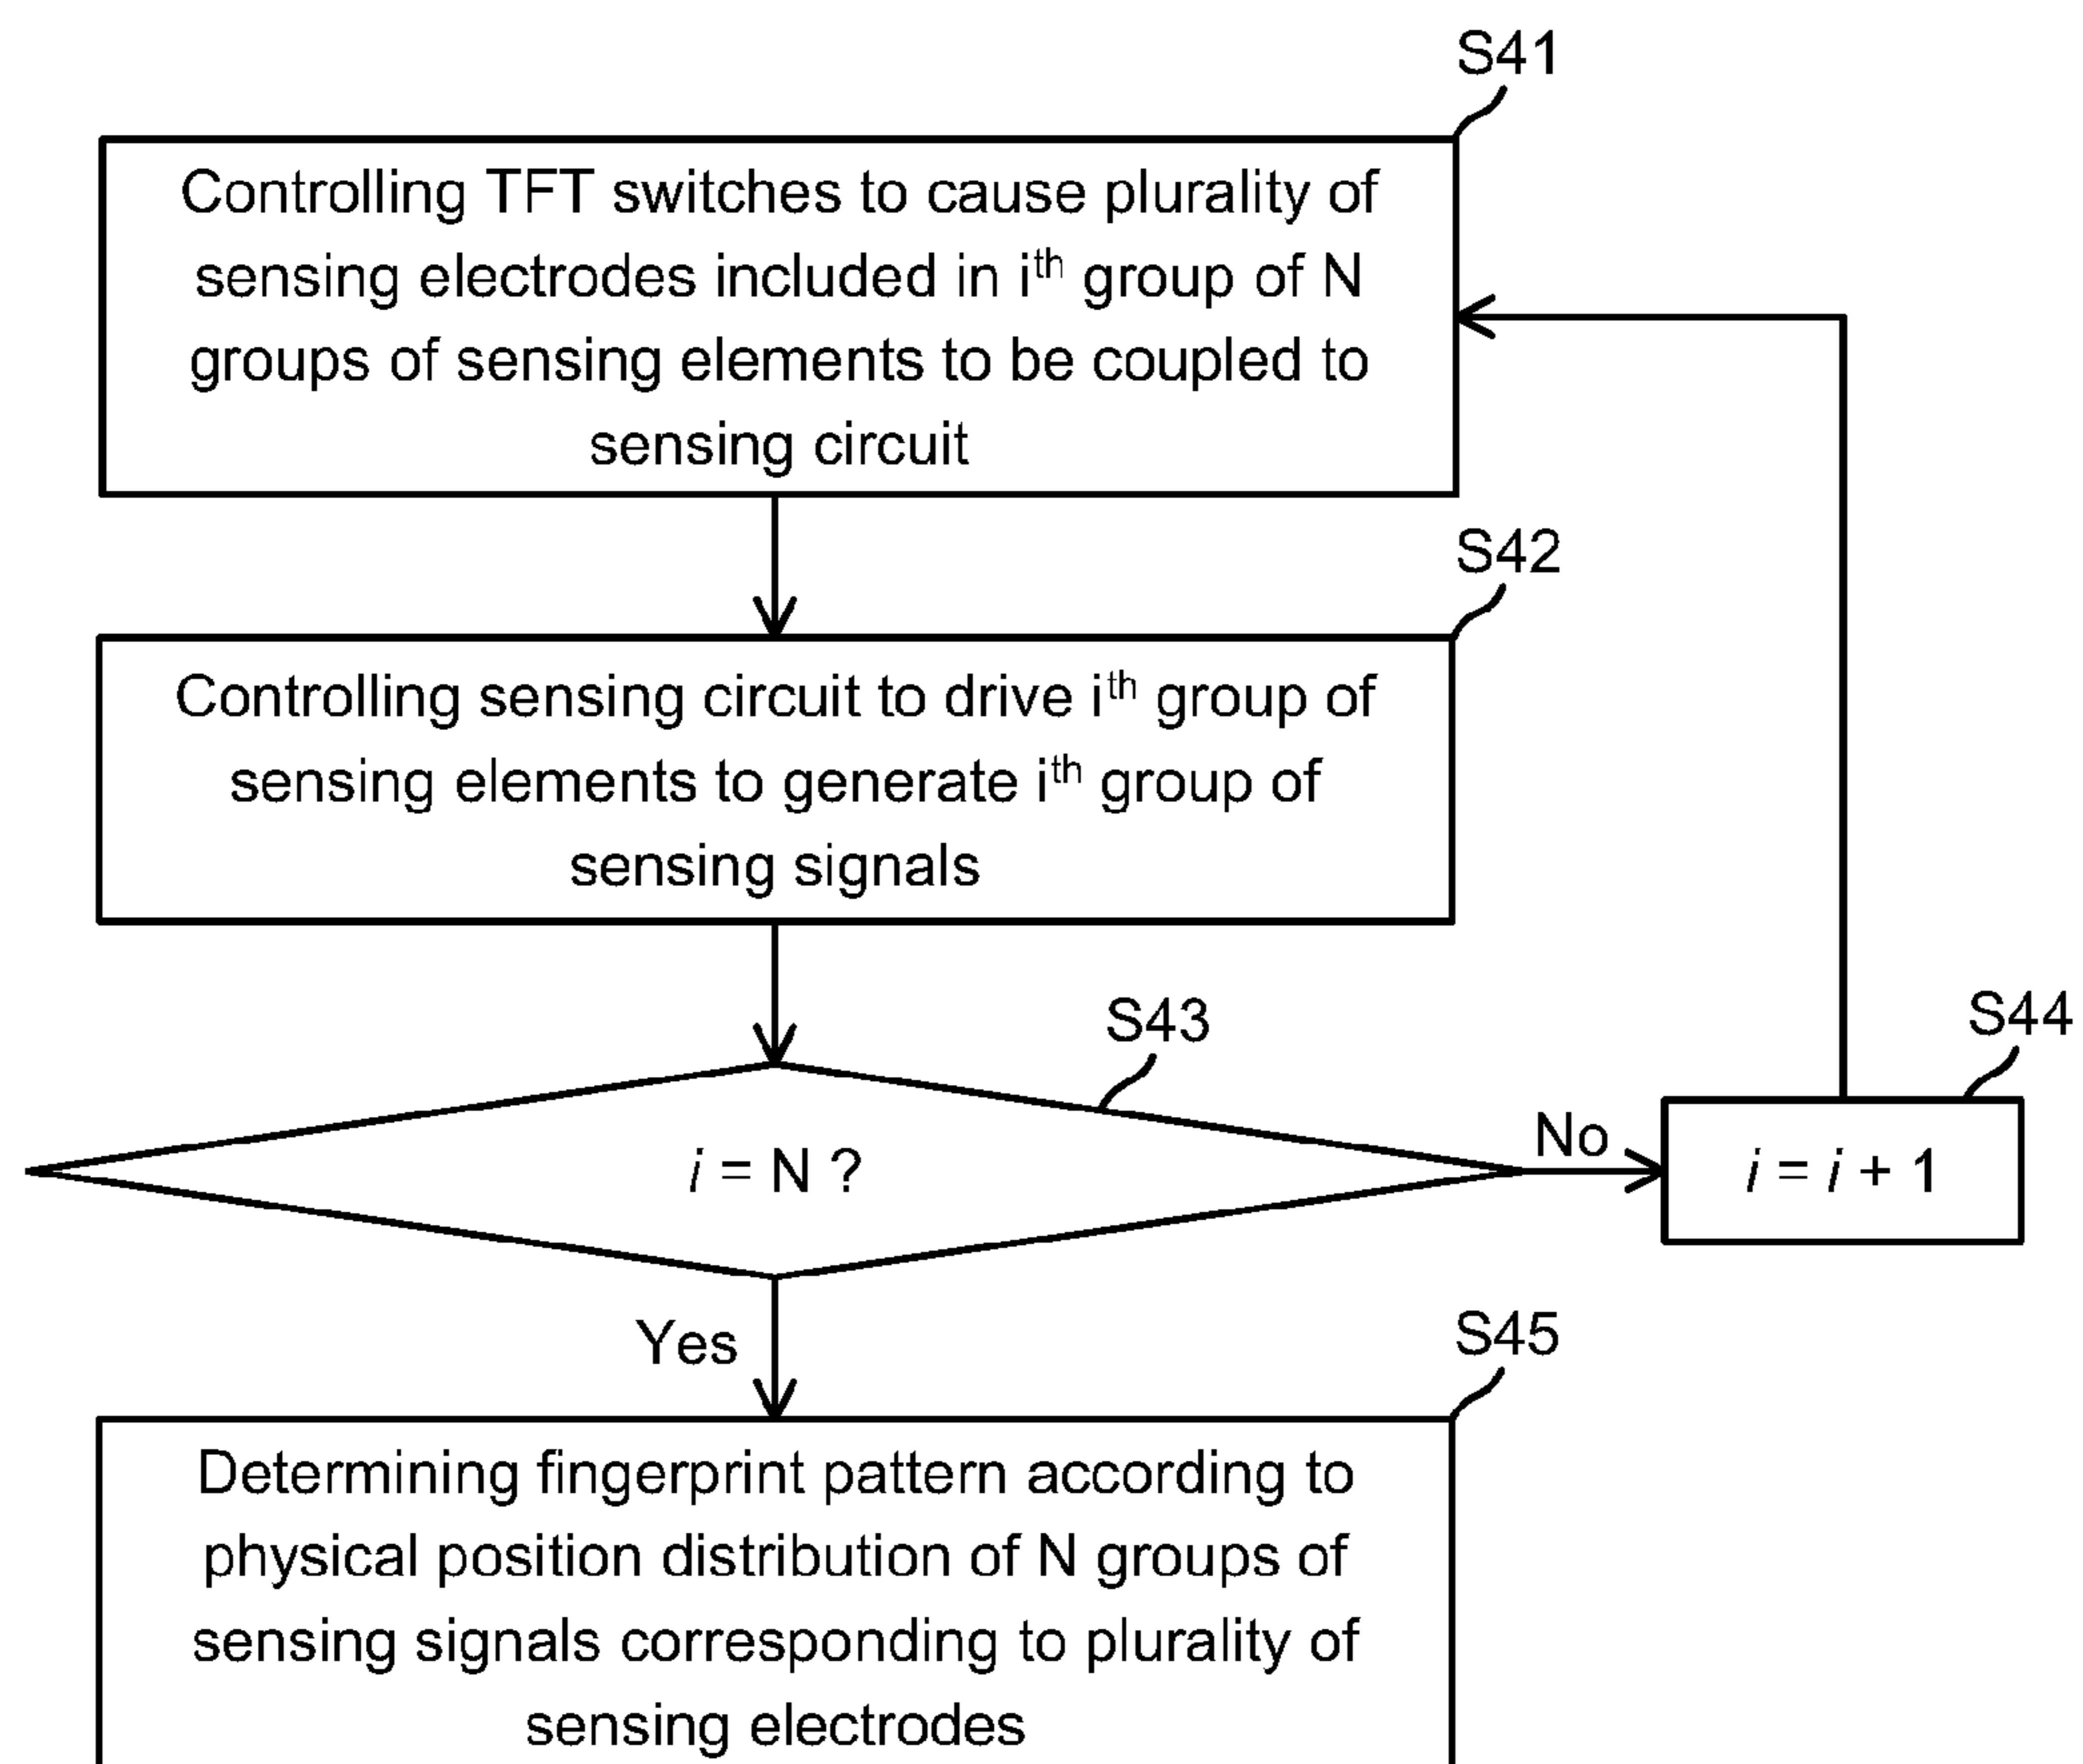 S41
Controlling TFT switches to cause plurality of
sensing electrodes included in iᵗʰ group of N
groups of sensing elements to be coupled to
sensing circuit
S42
Controlling sensing circuit to drive iᵗʰ group of
sensing elements to generate iᵗʰ group of
sensing signals
S43
i = N ?
No
S44
i = i + 1
Yes
S45
Determining fingerprint pattern according to
physical position distribution of N groups of
sensing signals corresponding to plurality of
sensing electrodes